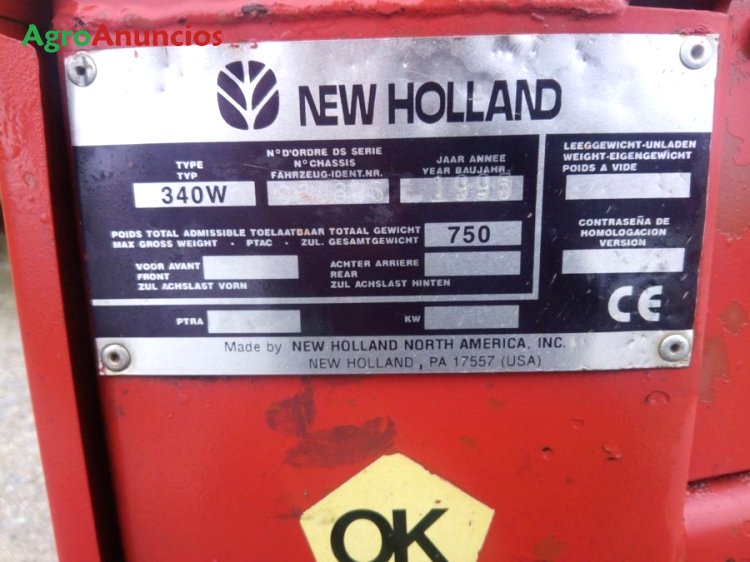 AgroAnuncios
NEW HOLLAND
TYPE
TYP
340W
N° D'ORDRE DS SERIE
N° CHASSIS
FAHRZEUG-IDENT.NR.
JAAR ANNEE
YEAR BAUJAHR
LEEGGEWICHT-UNLADEN
WEIGHT-EIGENGEWICHT
POIDS A VIDE
POIDS TOTAL ADMISSIBLE TOELAATBAAR TOTAAL GEWICHT
MAX GROSS WEIGHT - PTAC - ZUL. GESAMTGEWICHT
750
CONTRASEÑA DE
HOMOLOGACION
VERSION
VOOR AVANT
FRONT
ZUL ACHSLAST VORN
ACHTER ARRIERE
REAR
ZUL ACHSLAST HINTEN
CE
PTRA
KW
Made by NEW HOLLAND NORTH AMERICA, INC.
NEW HOLLAND, PA 17557 (USA)
OK